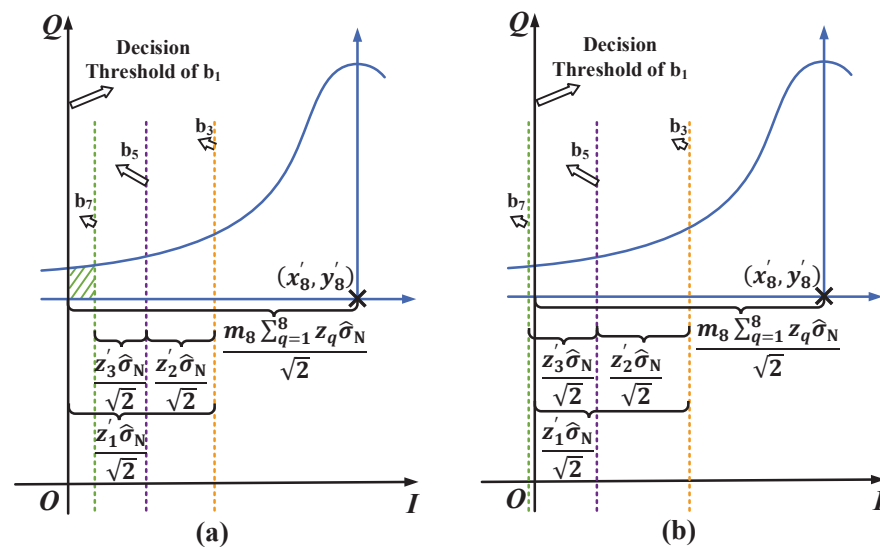 Q
Decision
Threshold of b₁
b₃
b₅
b₇
(x′₈, y′₈)
m₈ ∑⁸_{q=1} z_q σ̂_N / √2
z′₃σ̂_N / √2
z′₂σ̂_N / √2
z′₁σ̂_N / √2
O
I
(a)
Q
Decision
Threshold of b₁
b₃
b₅
b₇
(x′₈, y′₈)
m₈ ∑⁸_{q=1} z_q σ̂_N / √2
z′₃σ̂_N / √2
z′₂σ̂_N / √2
z′₁σ̂_N / √2
O
I
(b)